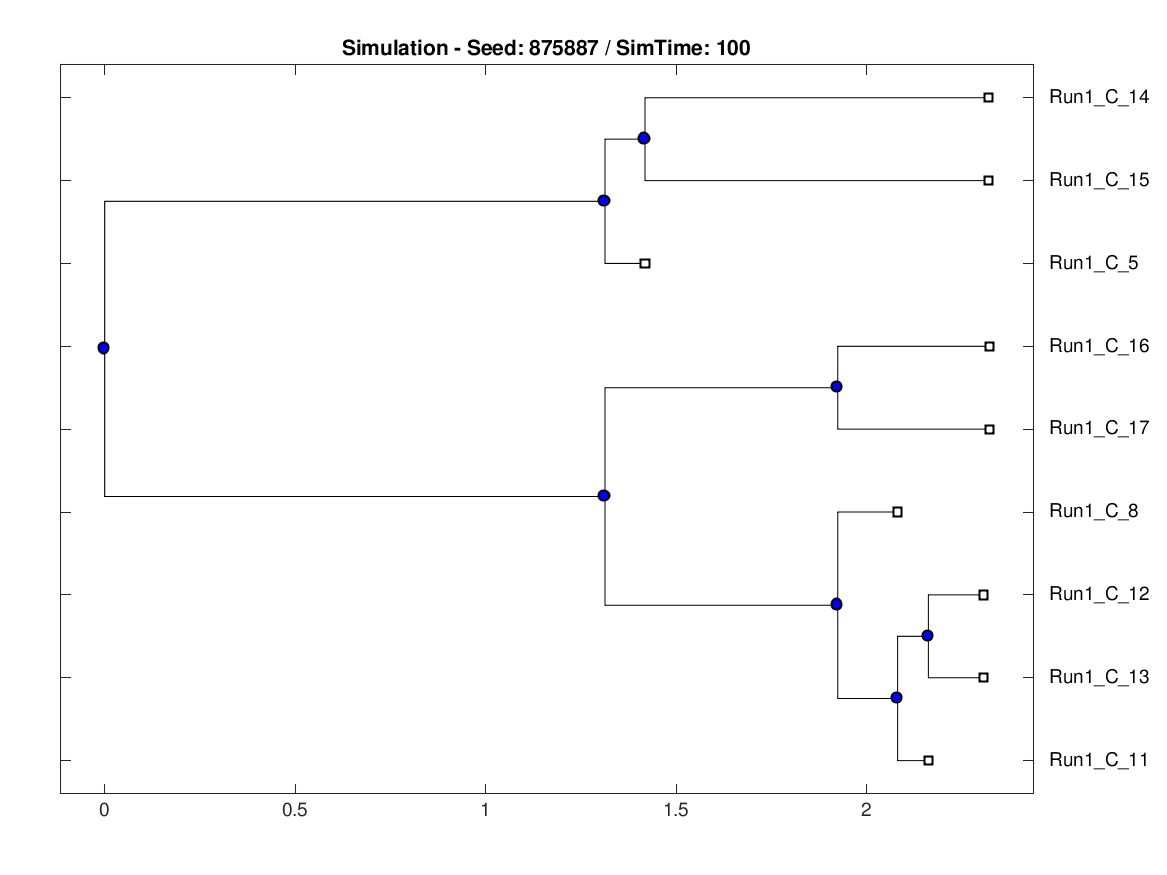 Simulation - Seed: 875887 / SimTime: 100
Run1_C_14
Run1_C_15
Run1_C_5
Run1_C_16
Run1_C_17
Run1_C_8
Run1_C_12
Run1_C_13
Run1_C_11
0 0.5 1 1.5 2